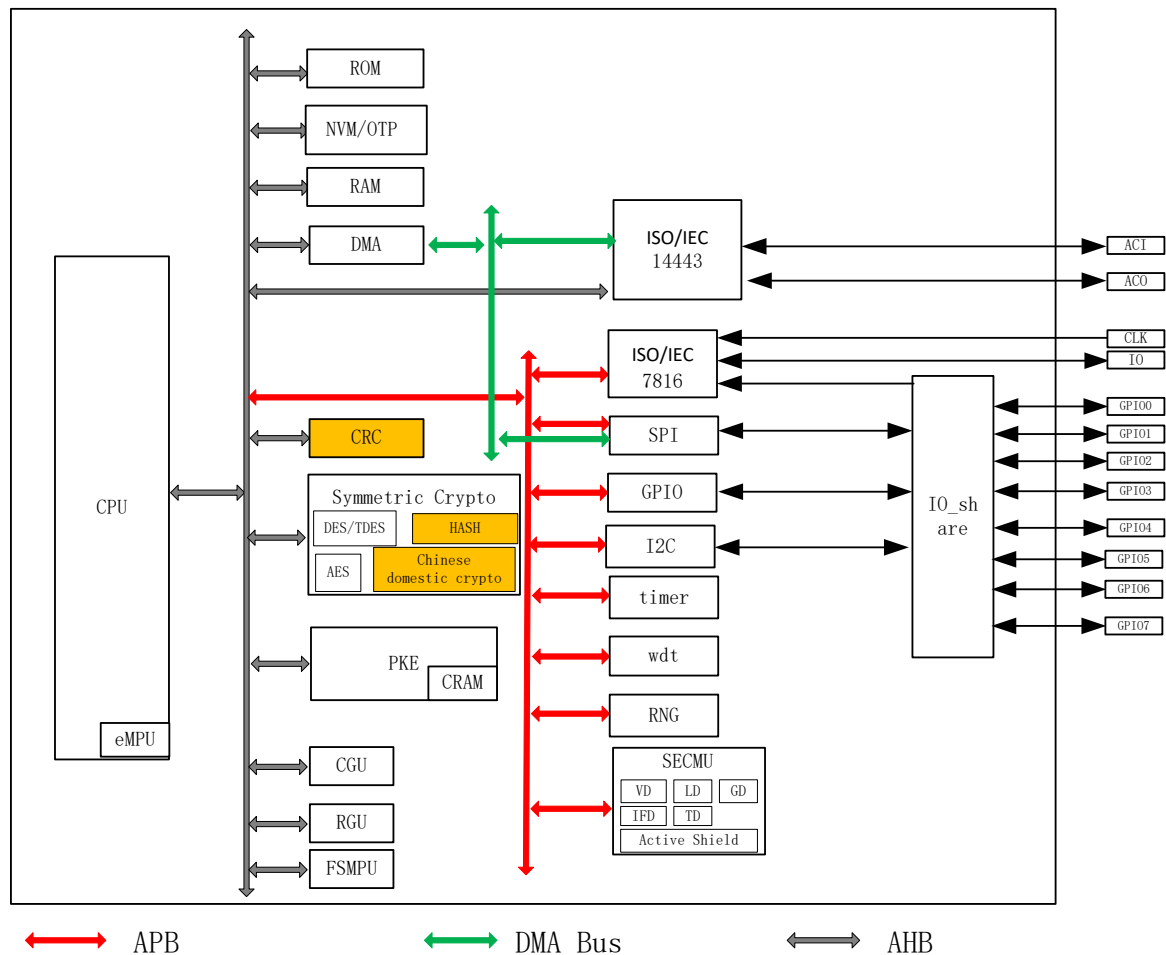 ROM
NVM/OTP
RAM
DMA
CPU
eMPU
CRC
Symmetric Crypto
DES/TDES
HASH
AES
Chinese
domestic crypto
PKE
CRAM
CGU
RGU
FSMPU
ISO/IEC
14443
ISO/IEC
7816
SPI
GPIO
I2C
timer
wdt
RNG
SECMU
VD
LD
GD
IFD
TD
Active Shield
IO_sh
are
ACI
ACO
CLK
IO
GPIO0
GPIO1
GPIO2
GPIO3
GPIO4
GPIO5
GPIO6
GPIO7
APB
DMA Bus
AHB